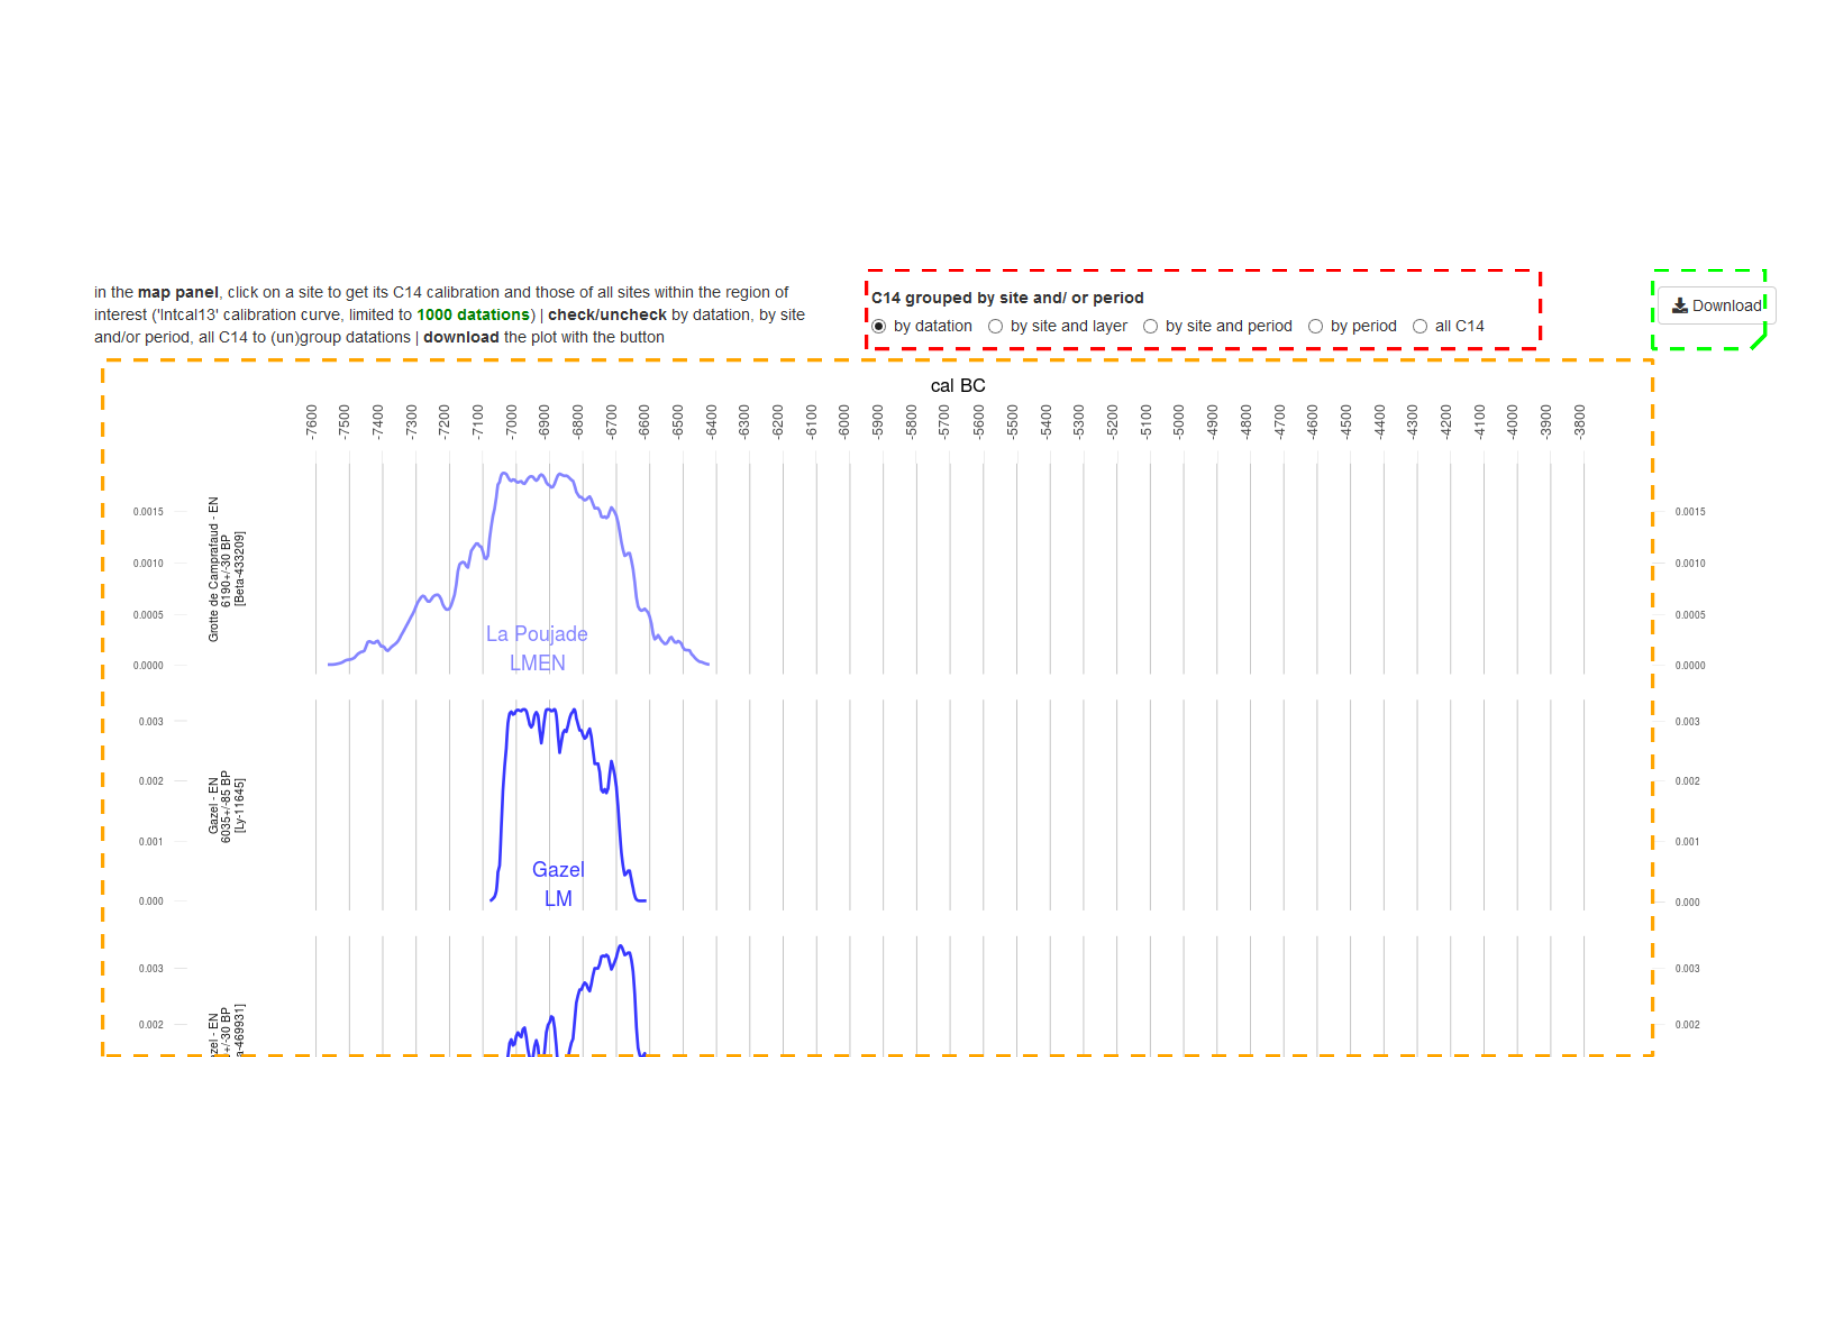 in the map panel, click on a site to get its C14 calibration and those of all sites within the region of
interest ('Intcal13' calibration curve, limited to 1000 datations) | check/uncheck by datation, by site
and/or period, all C14 to (un)group datations | download the plot with the button
C14 grouped by site and/ or period
by datation by site and layer by site and period by period all C14
Download
cal BC
-7600 -7500 -7400 -7300 -7200 -7100 -7000 -6900 -6800 -6700 -6600 -6500 -6400 -6300 -6200 -6100 -6000 -5900 -5800 -5700 -5600 -5500 -5400 -5300 -5200 -5100 -5000 -4900 -4800 -4700 -4600 -4500 -4400 -4300 -4200 -4100 -4000 -3900 -3800
Grotte de Camprafaud - EN
6190+/-30 BP
[Beta-433209]
0.0015
0.0010
0.0005
0.0000
La Poujade
LMEN
0.0015
0.0010
0.0005
0.0000
Gazel - EN
6035+/-85 BP
[Ly-11645]
0.003
0.002
0.001
0.000
Gazel
LM
0.003
0.002
0.001
0.000
zel - EN
+/-30 BP
a-469931]
0.003
0.002
0.003
0.002